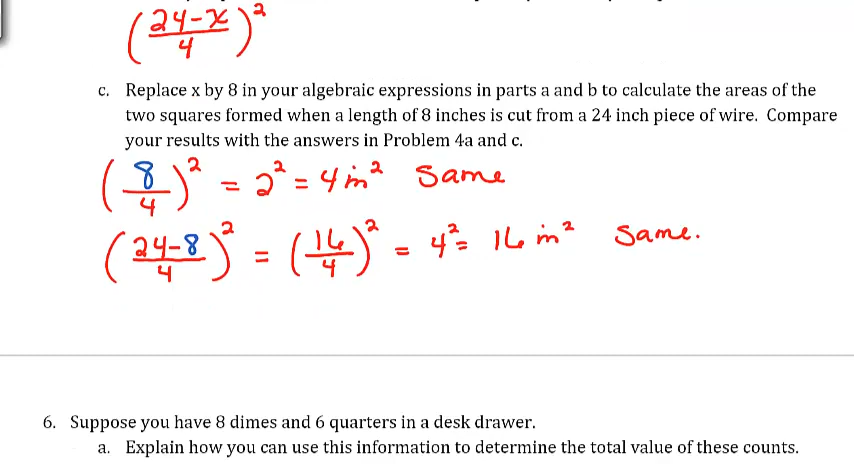 ((24-x)/4)²
c. Replace x by 8 in your algebraic expressions in parts a and b to calculate the areas of the
two squares formed when a length of 8 inches is cut from a 24 inch piece of wire. Compare
your results with the answers in Problem 4a and c.
(8/4)² = 2² = 4 in² Same
((24-8)/4)² = (16/4)² = 4² = 16 in² Same.
6. Suppose you have 8 dimes and 6 quarters in a desk drawer.
a. Explain how you can use this information to determine the total value of these counts.